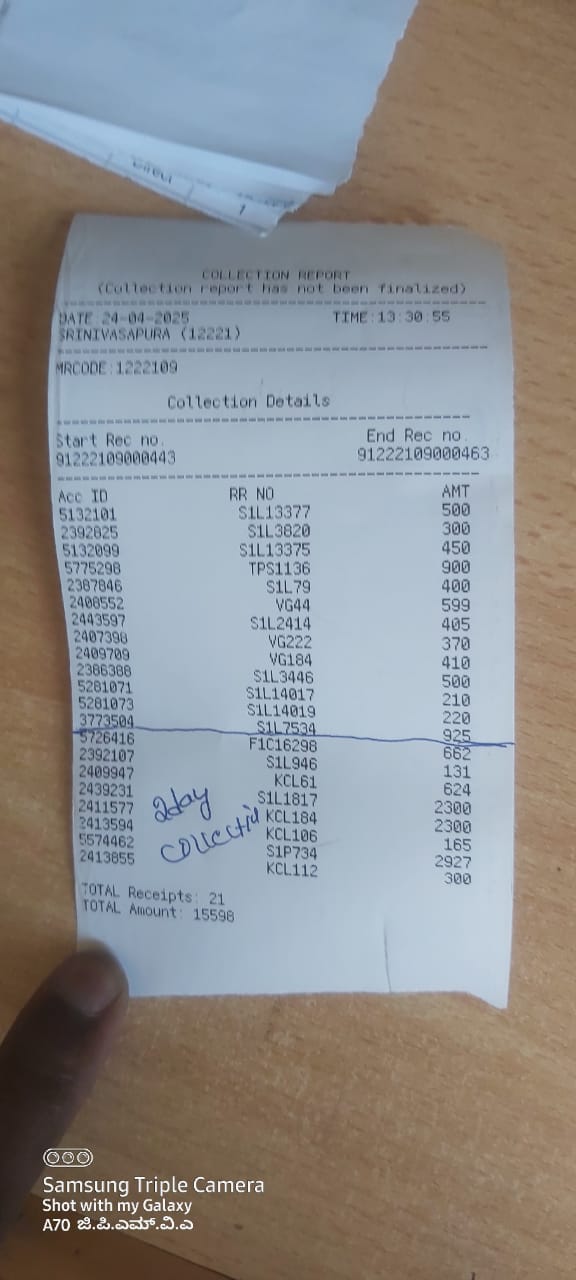 COLLECTION REPORT
(Collection report has not been finalized)
DATE:24-04-2025 TIME:13:30:55
SRINIVASAPURA (12221)
MRCODE:1222109
Collection Details
Start Rec no. End Rec no.
91222109000443 91222109000463
Acc ID RR NO AMT
5132101 S1L13377 500
2392825 S1L3820 300
5132099 S1L13375 450
5775298 TPS1136 900
2387846 S1L79 400
2408552 VG44 599
2443597 S1L2414 405
2407398 VG222 370
2409709 VG184 410
2386388 S1L3446 500
5281071 S1L14017 210
5281073 S1L14019 220
3773504 S1L7534 925
5726416 F1C16298 662
2392107 S1L946 131
2409947 KCL61 624
2439231 S1L1817 2300
2411577 KCL184 2300
2413594 KCL106 165
5574462 S1P734 2927
2413855 KCL112 300
2day
collectio
TOTAL Receipts: 21
TOTAL Amount: 15598
Samsung Triple Camera
Shot with my Galaxy
A70 ಜಿ.ಪಿ.ಎಮ್.ವಿ.ಎ